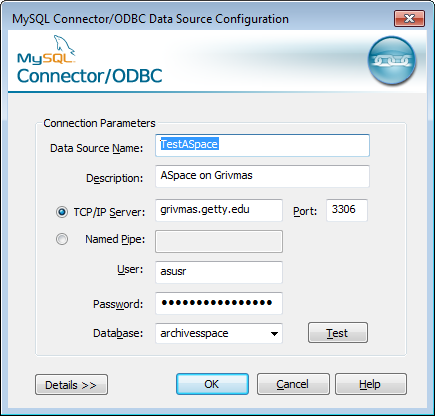 MySQL Connector/ODBC Data Source Configuration
MySQL
Connector/ODBC
Connection Parameters
Data Source Name: TestASpace
Description: ASpace on Grivmas
TCP/IP Server: grivmas.getty.edu Port: 3306
Named Pipe:
User: asusr
Password: ••••••••••••••••
Database: archivesspace Test
Details >> OK Cancel Help